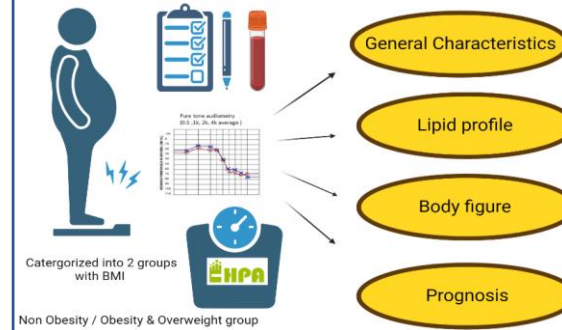 General Characteristics
Pure tone audiometry
(0.5 ,1k, 2k, 4k average )
Lipid profile
Body figure
HPA
Catergorized into 2 groups
with BMI
Prognosis
Non Obesity / Obesity & Overweight group